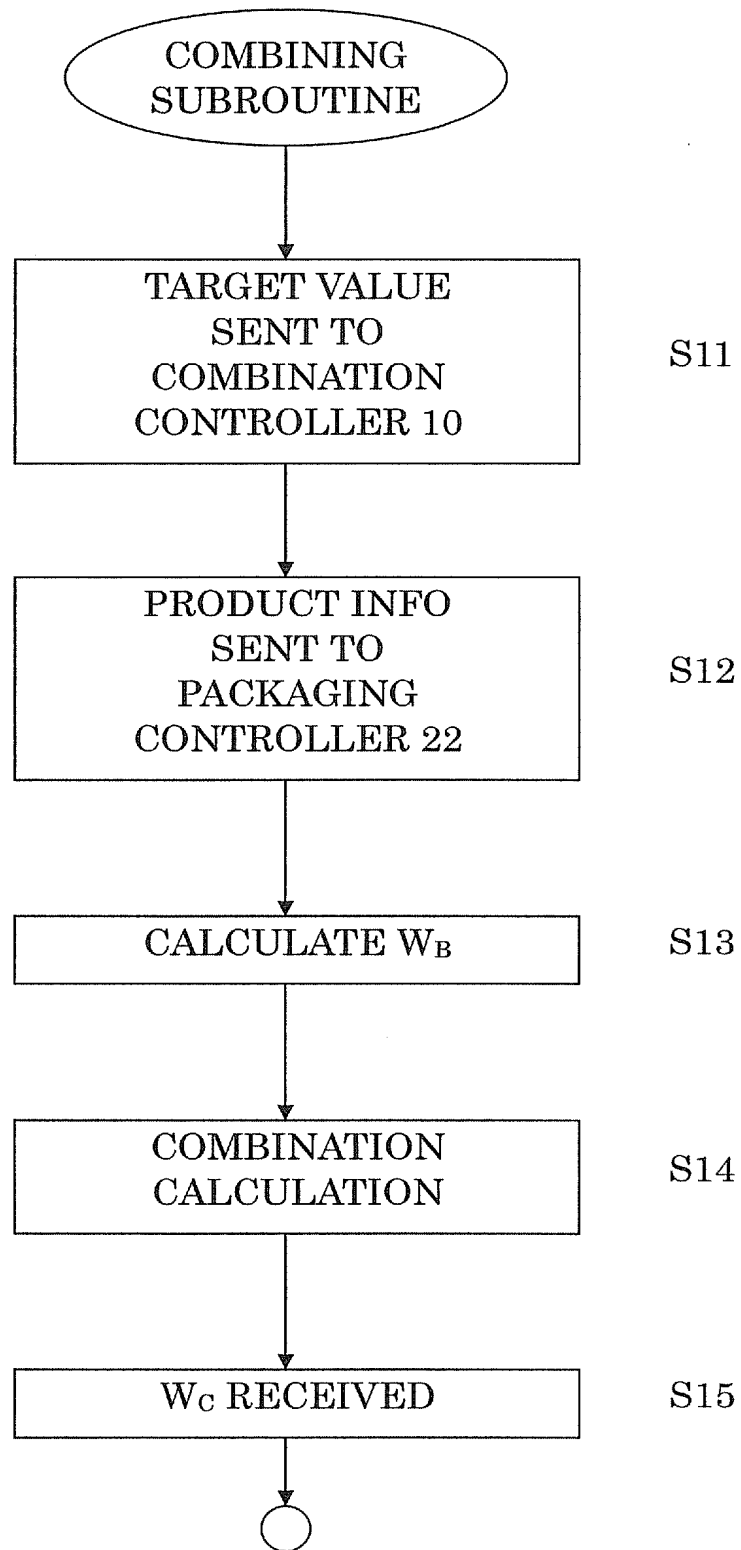 COMBINING
SUBROUTINE
TARGET VALUE
SENT TO
COMBINATION
CONTROLLER 10
S11
PRODUCT INFO
SENT TO
PACKAGING
CONTROLLER 22
S12
CALCULATE WB
S13
COMBINATION
CALCULATION
S14
WC RECEIVED
S15